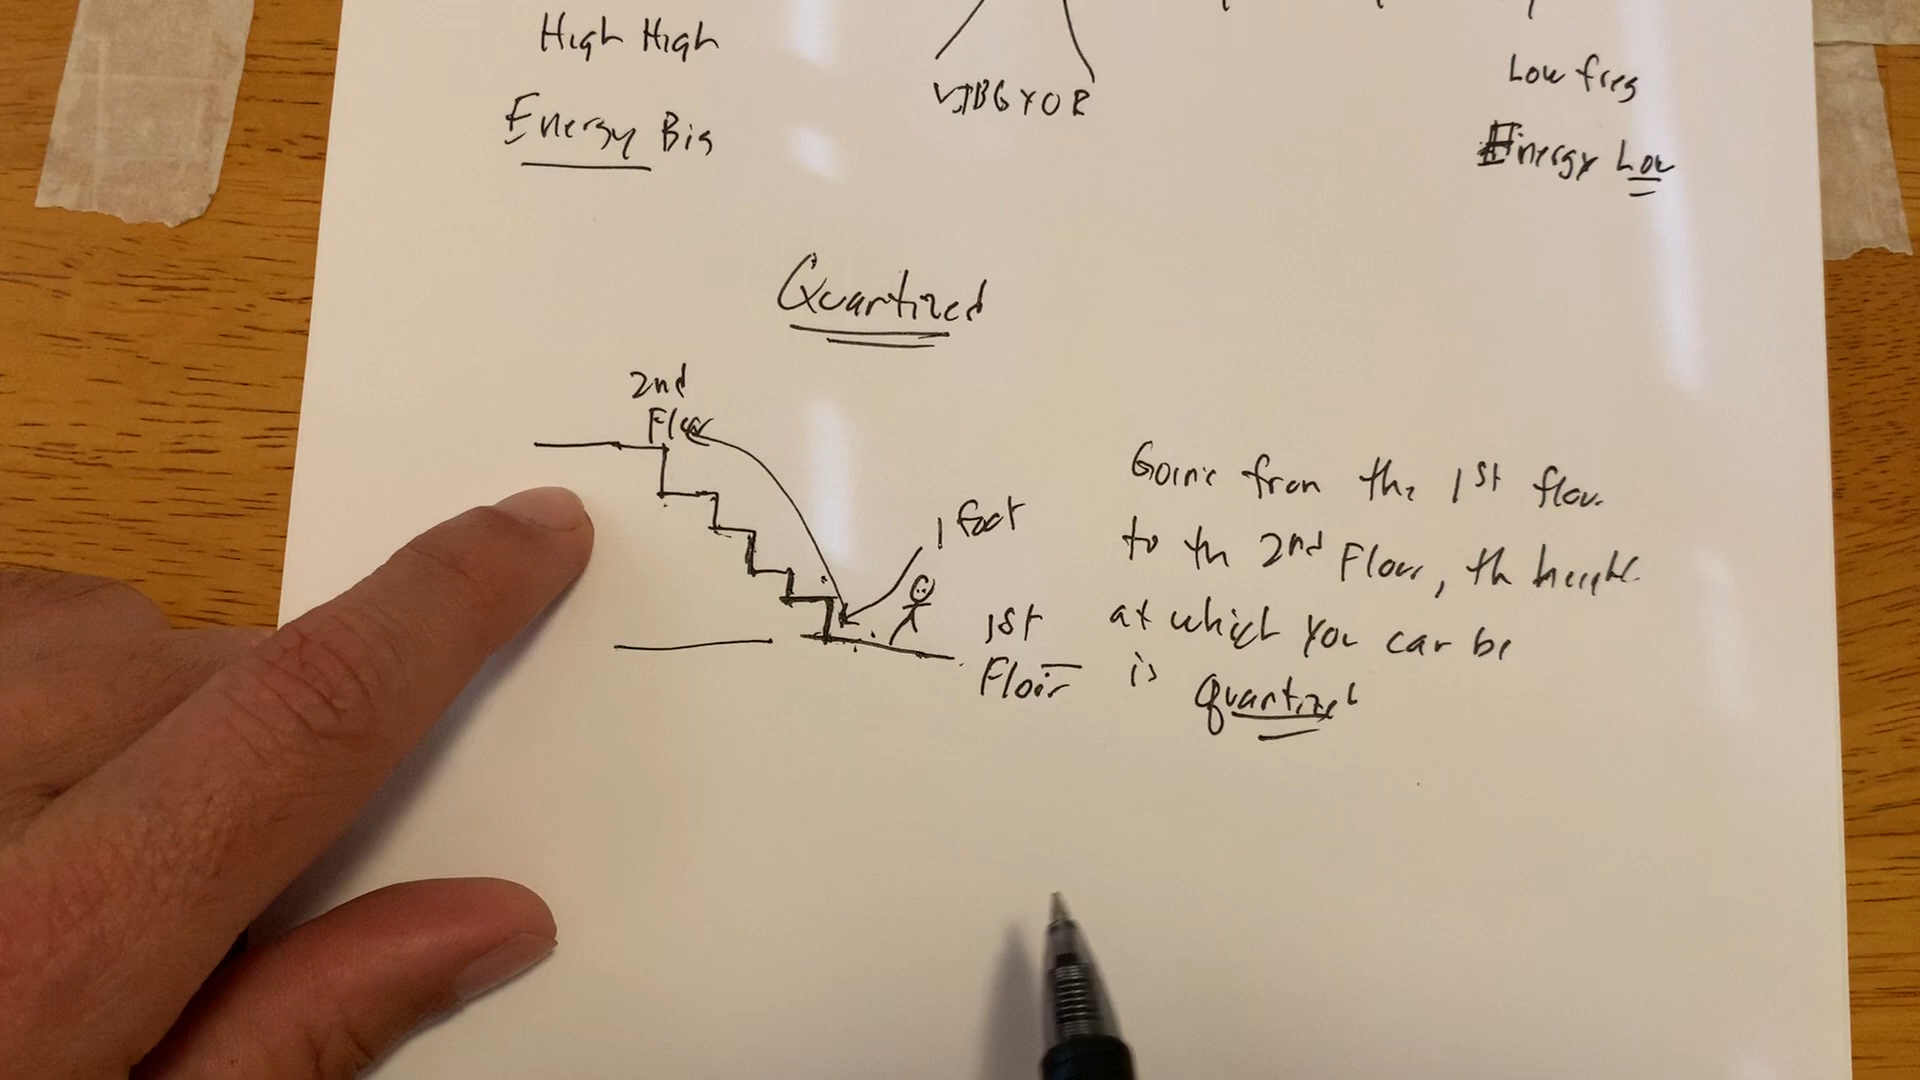 High High
Energy Big
VIBGYOR
Low freq
Energy Low
Quantized
2nd
Floor
1 foot
1st
Floor
Going from the 1st floor
to the 2nd Floor, the height
at which you can be
is quantized